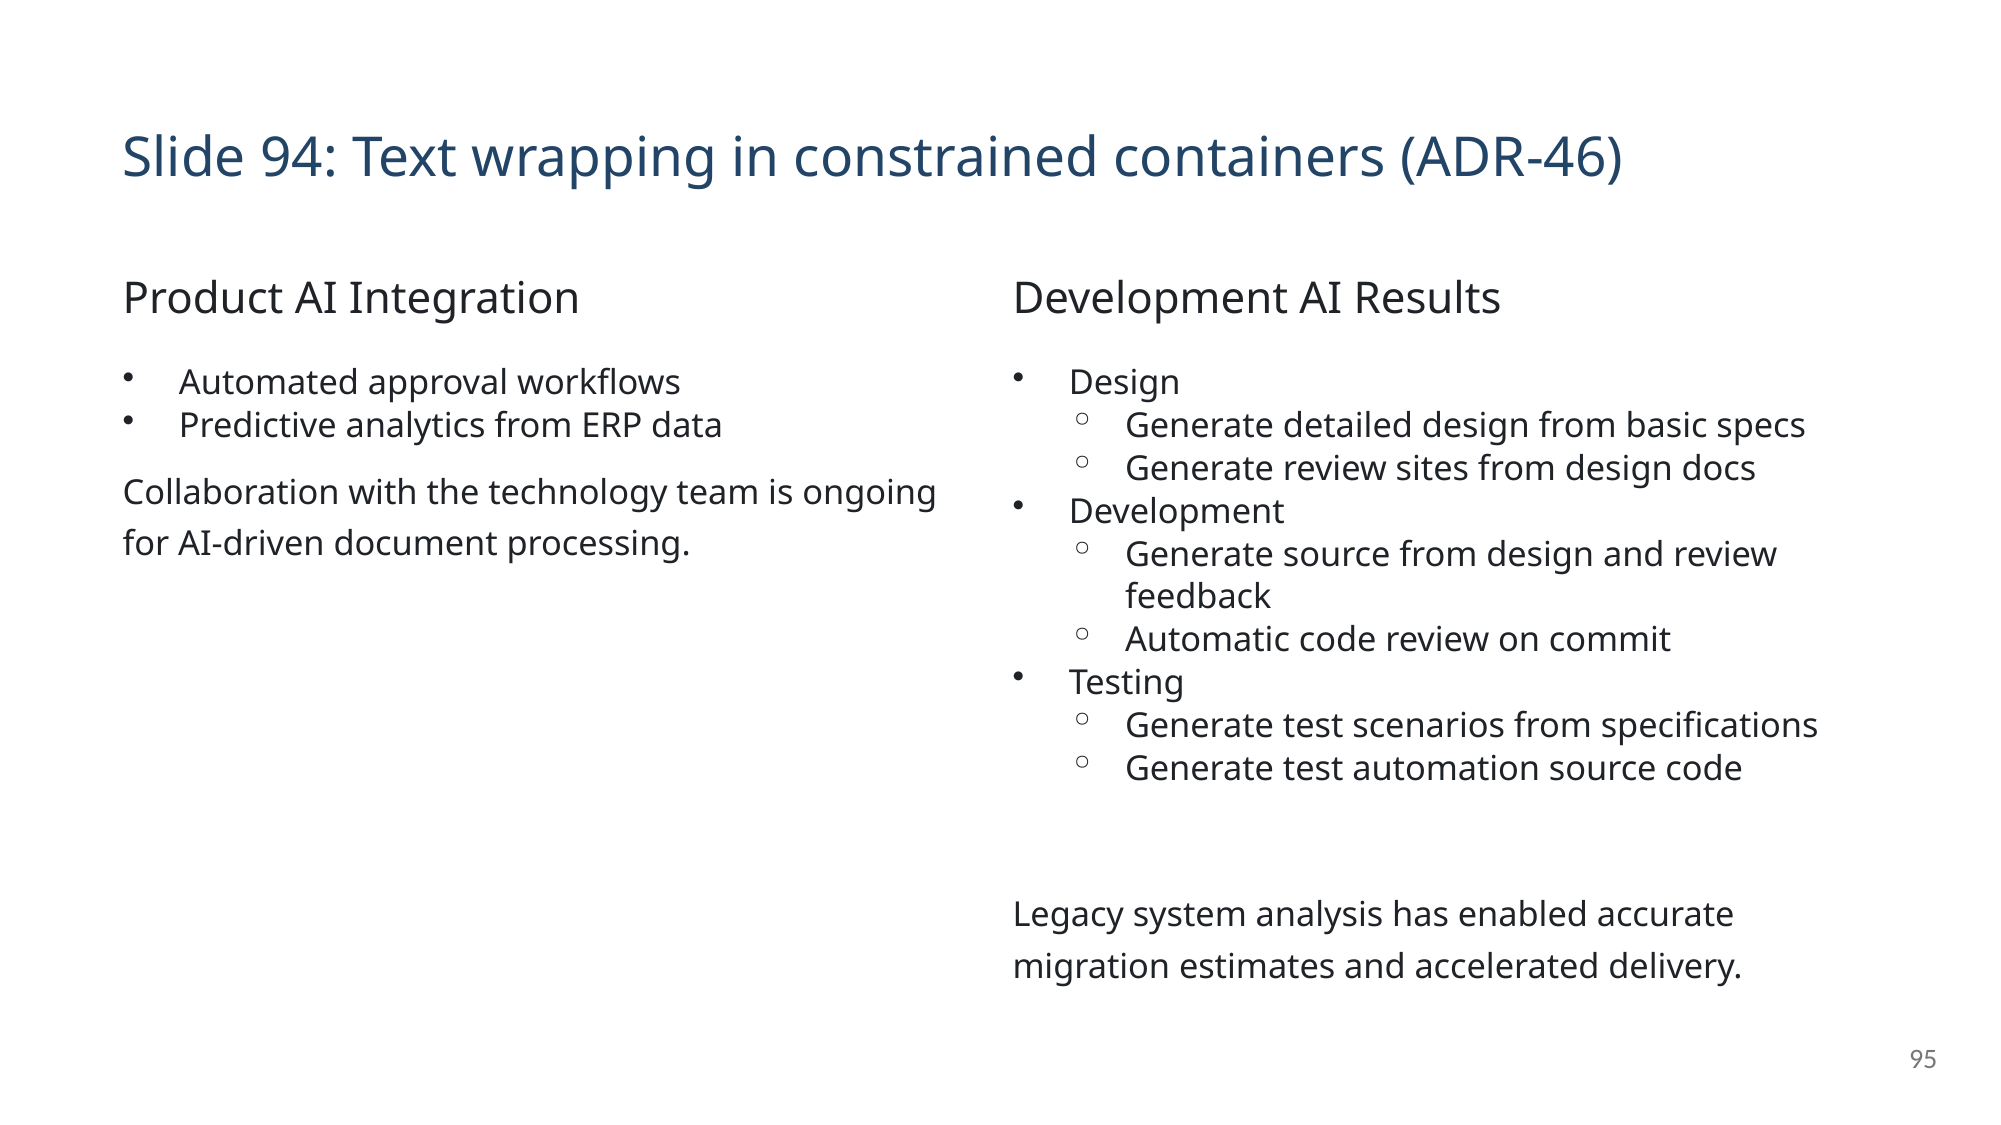 Slide 94: Text wrapping in constrained containers (ADR-46)
Product AI Integration
• Automated approval workflows
• Predictive analytics from ERP data
Collaboration with the technology team is ongoing
for AI-driven document processing.
Development AI Results
• Design
○ Generate detailed design from basic specs
○ Generate review sites from design docs
• Development
○ Generate source from design and review
feedback
○ Automatic code review on commit
• Testing
○ Generate test scenarios from specifications
○ Generate test automation source code
Legacy system analysis has enabled accurate
migration estimates and accelerated delivery.
95